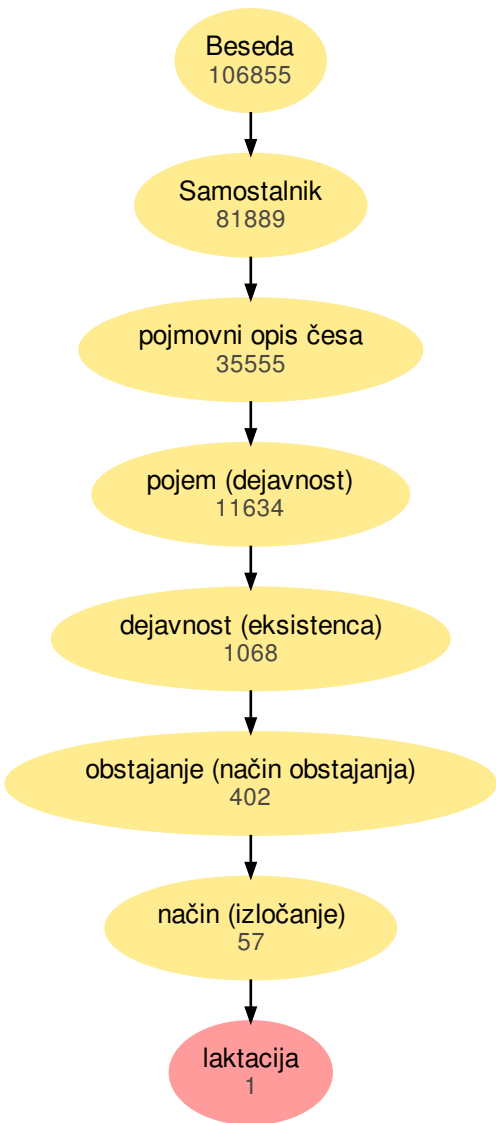 Beseda
106855
Samostalnik
81889
pojmovni opis česa
35555
pojem (dejavnost)
11634
dejavnost (eksistenca)
1068
obstajanje (način obstajanja)
402
način (izločanje)
57
laktacija
1